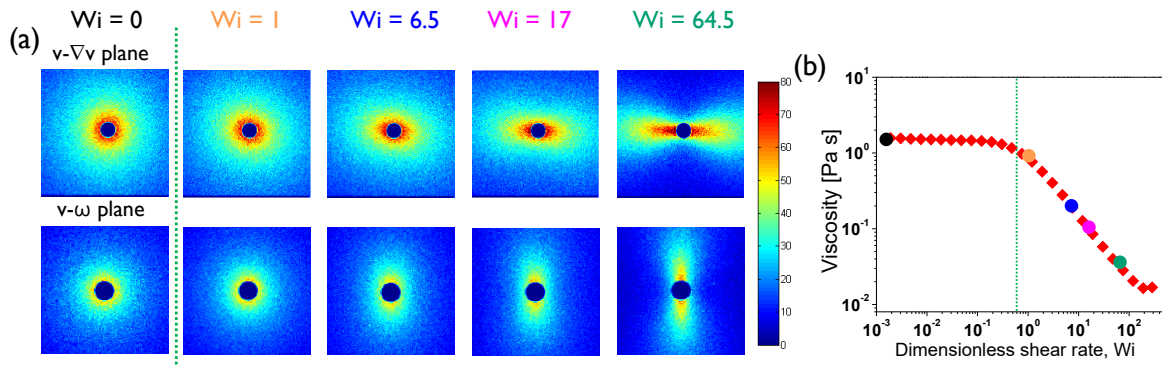 Wi = 0 Wi = 1 Wi = 6.5 Wi = 17 Wi = 64.5
(a)
v-∇v plane
v-ω plane
80
70
60
50
40
30
20
10
0
(b)
Viscosity [Pa s]
10¹
10⁰
10⁻¹
10⁻²
10⁻³ 10⁻² 10⁻¹ 10⁰ 10¹ 10²
Dimensionless shear rate, Wi